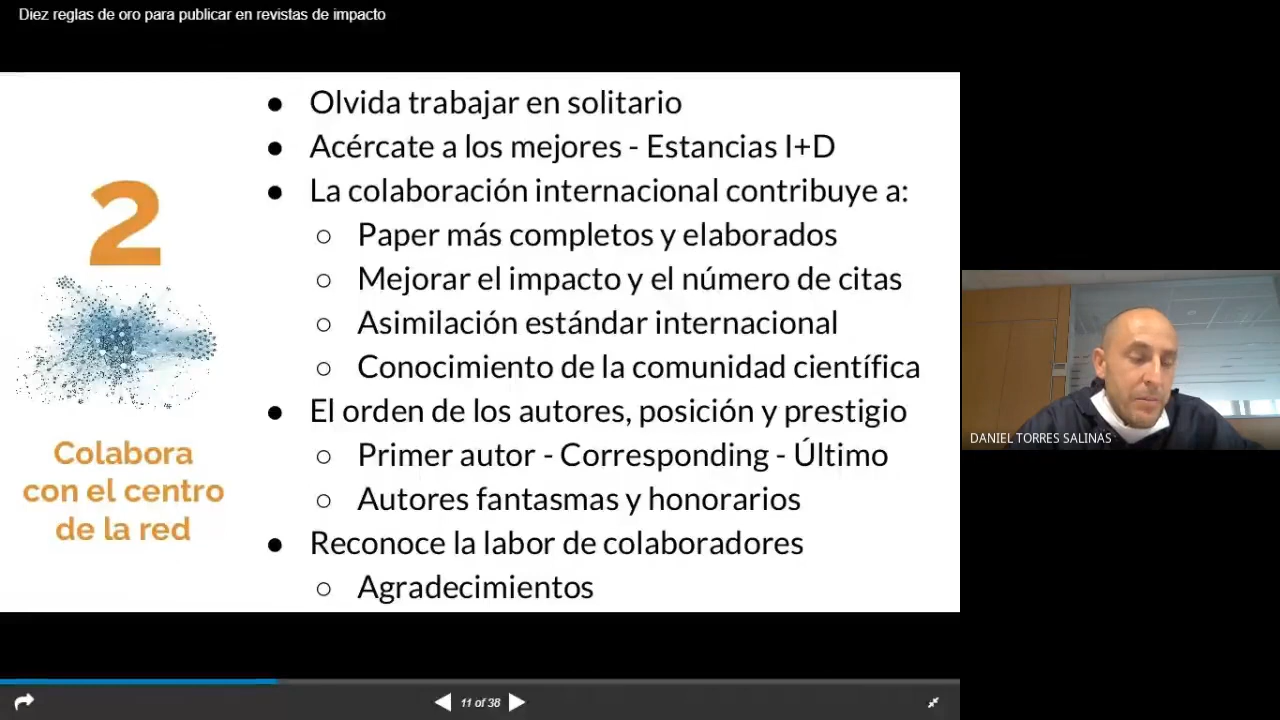 Diez reglas de oro para publicar en revistas de impacto
2
Colabora
con el centro
de la red
● Olvida trabajar en solitario
● Acércate a los mejores - Estancias I+D
● La colaboración internacional contribuye a:
○ Paper más completos y elaborados
○ Mejorar el impacto y el número de citas
○ Asimilación estándar internacional
○ Conocimiento de la comunidad científica
● El orden de los autores, posición y prestigio
○ Primer autor - Corresponding - Último
○ Autores fantasmas y honorarios
● Reconoce la labor de colaboradores
○ Agradecimientos
DANIEL TORRES SALINAS
11 of 38